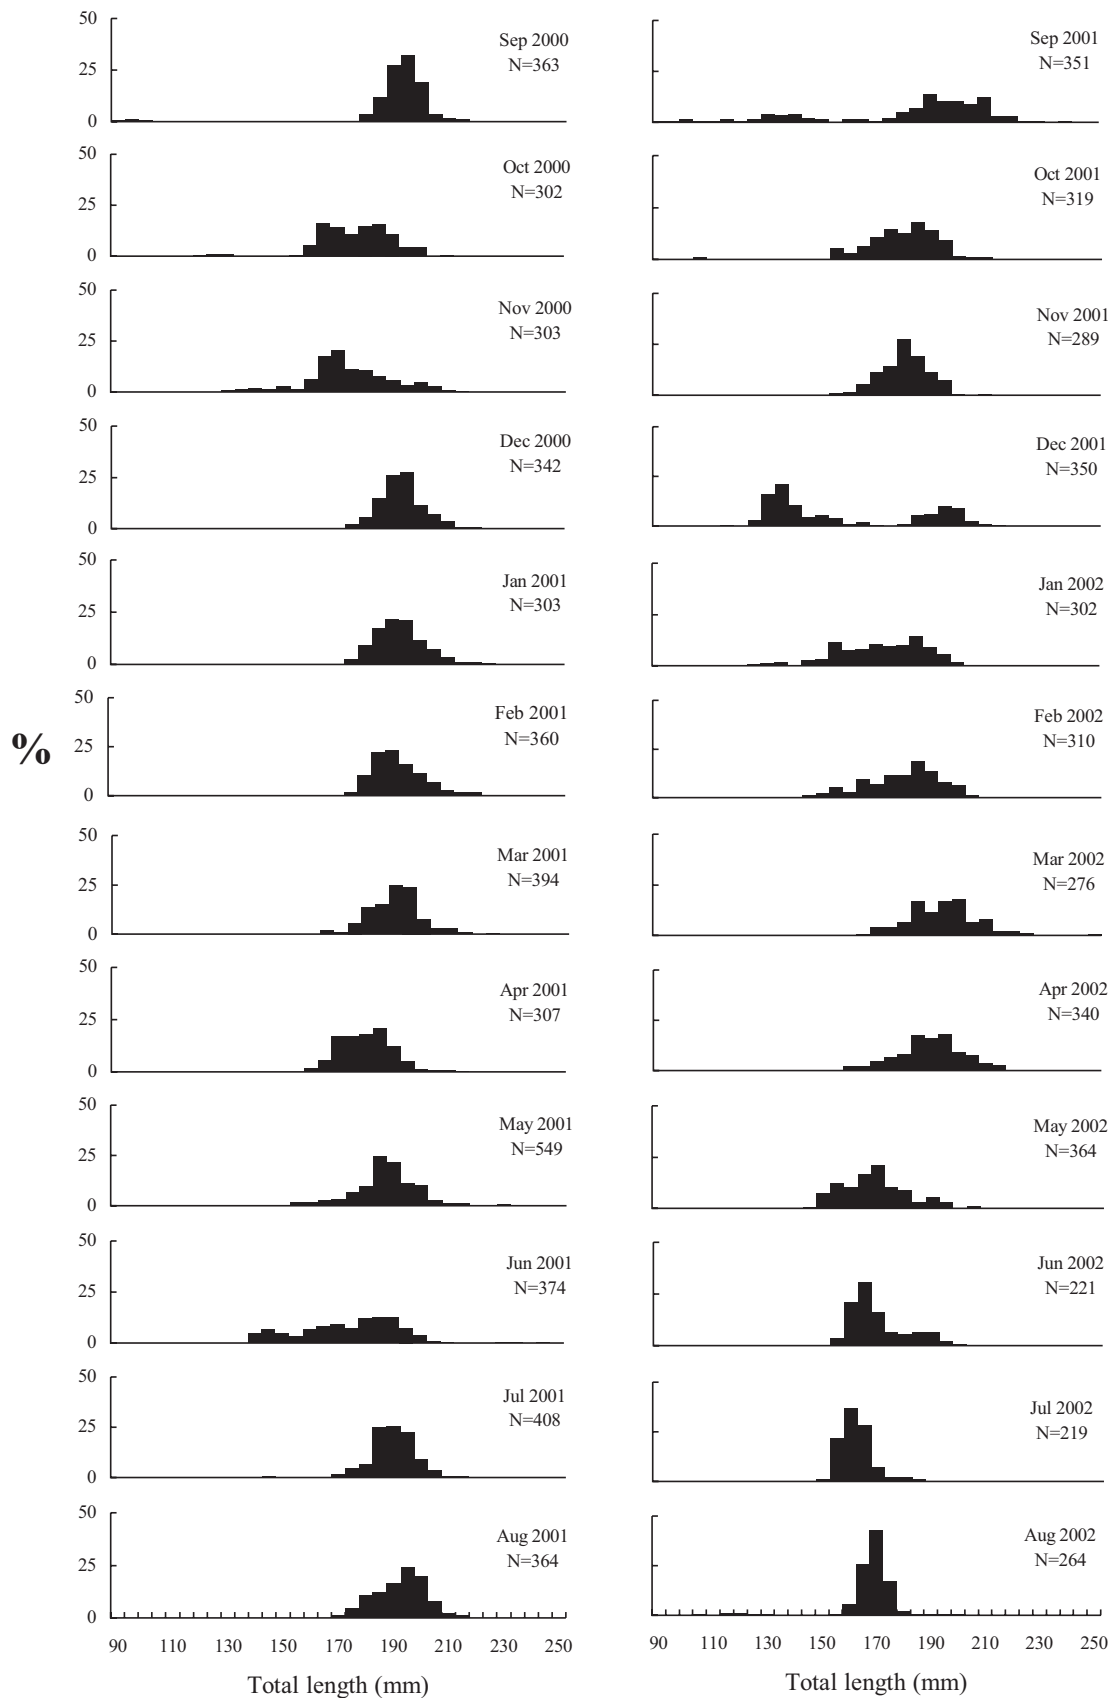 50
Sep 2000
N=363
25
0
Sep 2001
N=351
50
Oct 2000
N=302
25
0
Oct 2001
N=319
50
Nov 2000
N=303
25
0
Nov 2001
N=289
50
Dec 2000
N=342
25
0
Dec 2001
N=350
50
Jan 2001
N=303
25
0
Jan 2002
N=302
50
Feb 2001
N=360
25
0
Feb 2002
N=310
%
50
Mar 2001
N=394
25
0
Mar 2002
N=276
50
Apr 2001
N=307
25
0
Apr 2002
N=340
50
May 2001
N=549
25
0
May 2002
N=364
50
Jun 2001
N=374
25
0
Jun 2002
N=221
50
Jul 2001
N=408
25
0
Jul 2002
N=219
50
Aug 2001
N=364
25
0
Aug 2002
N=264
90 110 130 150 170 190 210 230 250
90 110 130 150 170 190 210 230 250
Total length (mm)
Total length (mm)